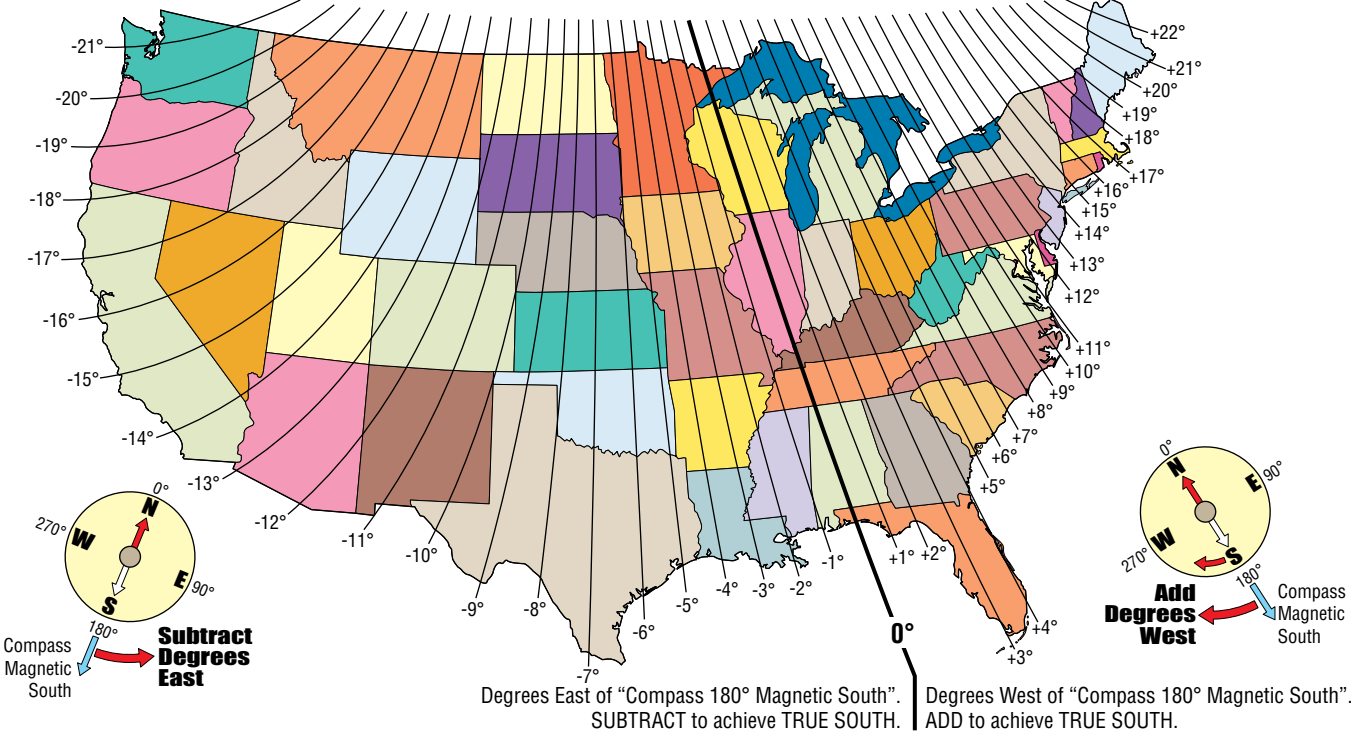 -21°
-20°
-19°
-18°
-17°
-16°
-15°
-14°
-13°
-12°
-11°
-10°
-9°
-8°
-7°
-6°
-5°
-4°
-3°
-2°
-1°
0°
+1°
+2°
+3°
+4°
+5°
+6°
+7°
+8°
+9°
+10°
+11°
+12°
+13°
+14°
+15°
+16°
+17°
+18°
+19°
+20°
+21°
+22°
0°
N
270°
W
E
90°
S
180°
Compass
Magnetic
South
Subtract
Degrees
East
0°
N
E
90°
W
270°
S
180°
Add
Degrees
West
Compass
Magnetic
South
Degrees East of “Compass 180° Magnetic South”.
SUBTRACT to achieve TRUE SOUTH.
Degrees West of “Compass 180° Magnetic South”.
ADD to achieve TRUE SOUTH.